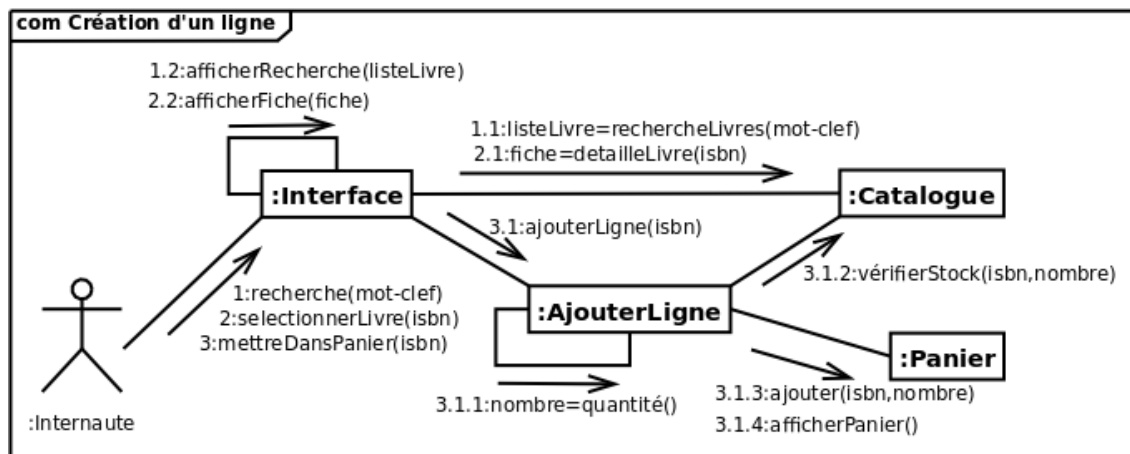 com Création d'un ligne
1.2:afficherRecherche(listeLivre)
2.2:afficherFiche(fiche)
1.1:listeLivre=rechercheLivres(mot-clef)
2.1:fiche=detailleLivre(isbn)
:Interface
:Catalogue
3.1:ajouterLigne(isbn)
3.1.2:vérifierStock(isbn,nombre)
1:recherche(mot-clef)
2:selectionnerLivre(isbn)
3:mettreDansPanier(isbn)
:AjouterLigne
:Panier
3.1.1:nombre=quantité()
3.1.3:ajouter(isbn,nombre)
3.1.4:afficherPanier()
:Internaute